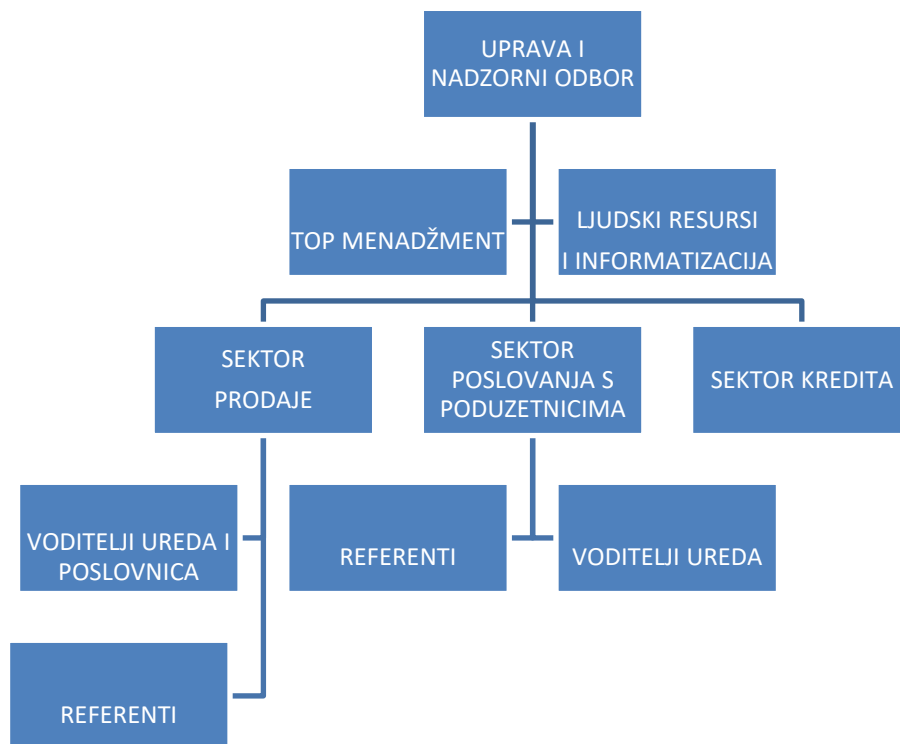 UPRAVA I
NADZORNI ODBOR
TOP MENADŽMENT
LJUDSKI RESURSI
I INFORMATIZACIJA
SEKTOR
PRODAJE
SEKTOR
POSLOVANJA S
PODUZETNICIMA
SEKTOR KREDITA
VODITELJI UREDA I
POSLOVNICA
REFERENTI
VODITELJI UREDA
REFERENTI